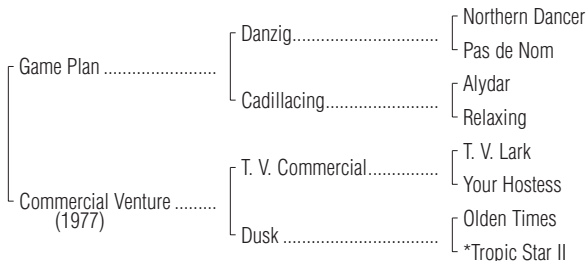 Northern Dancer
Danzig..................................
Pas de Nom
Game Plan ..........................
Alydar
Cadillacing..........................
Relaxing
T. V. Lark
T. V. Commercial................
Your Hostess
Commercial Venture .........
(1977)
Olden Times
Dusk ....................................
*Tropic Star II